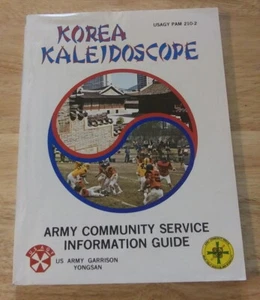 USAGY PAM 210-2
KOREA
KALEIDOSCOPE
ARMY COMMUNITY SERVICE
INFORMATION GUIDE
US ARMY GARRISON
YONGSAN